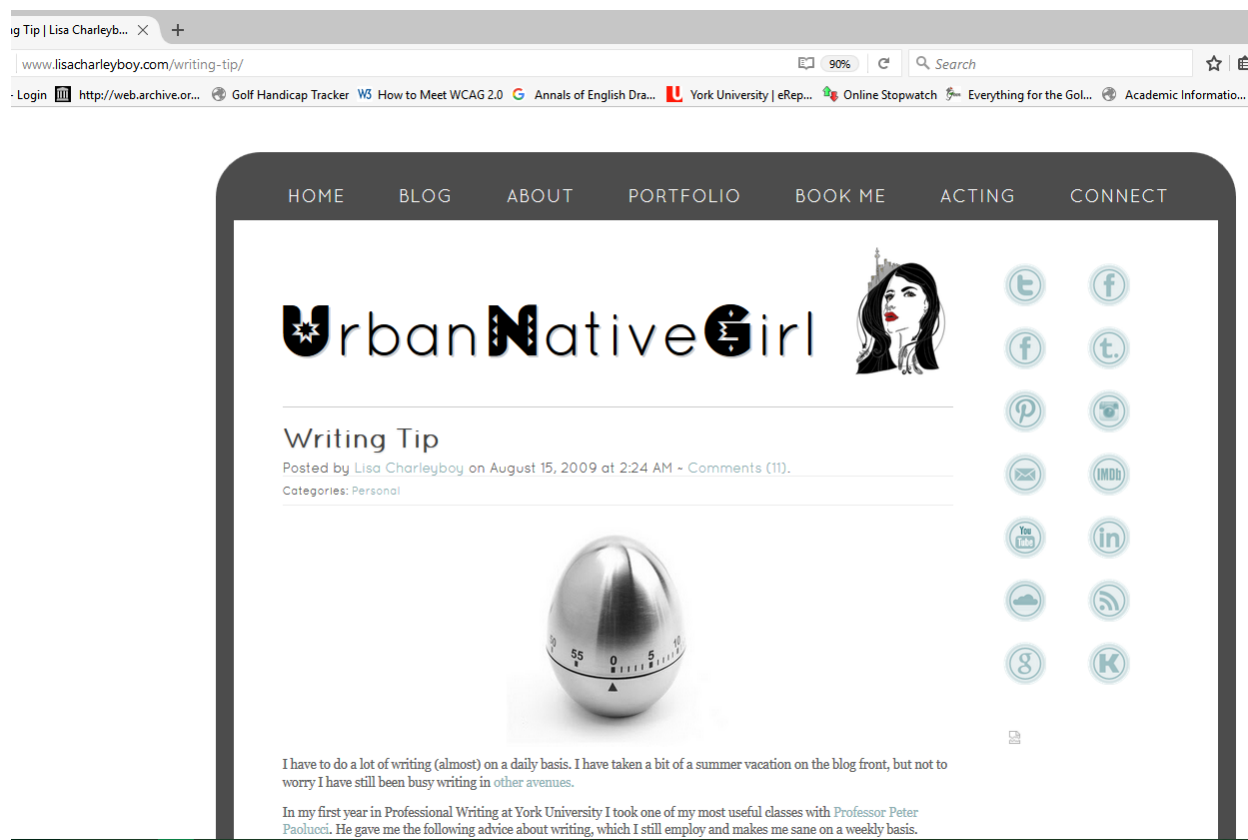 ng Tip | Lisa Charleyb...
www.lisacharleyboy.com/writing-tip/ 90% Search
- Login http://web.archive.or... Golf Handicap Tracker W3 How to Meet WCAG 2.0 G Annals of English Dra... York University | eRep... Online Stopwatch Everything for the Gol... Academic Informatio...
HOME BLOG ABOUT PORTFOLIO BOOK ME ACTING CONNECT
UrbanNativeGirl
Writing Tip
Posted by Lisa Charleyboy on August 15, 2009 at 2:24 AM ~ Comments (11).
Categories: Personal
50 55 0 5 10
IMDb
You Tube in
g K
I have to do a lot of writing (almost) on a daily basis. I have taken a bit of a summer vacation on the blog front, but not to
worry I have still been busy writing in other avenues.
In my first year in Professional Writing at York University I took one of my most useful classes with Professor Peter
Paolucci. He gave me the following advice about writing, which I still employ and makes me sane on a weekly basis.